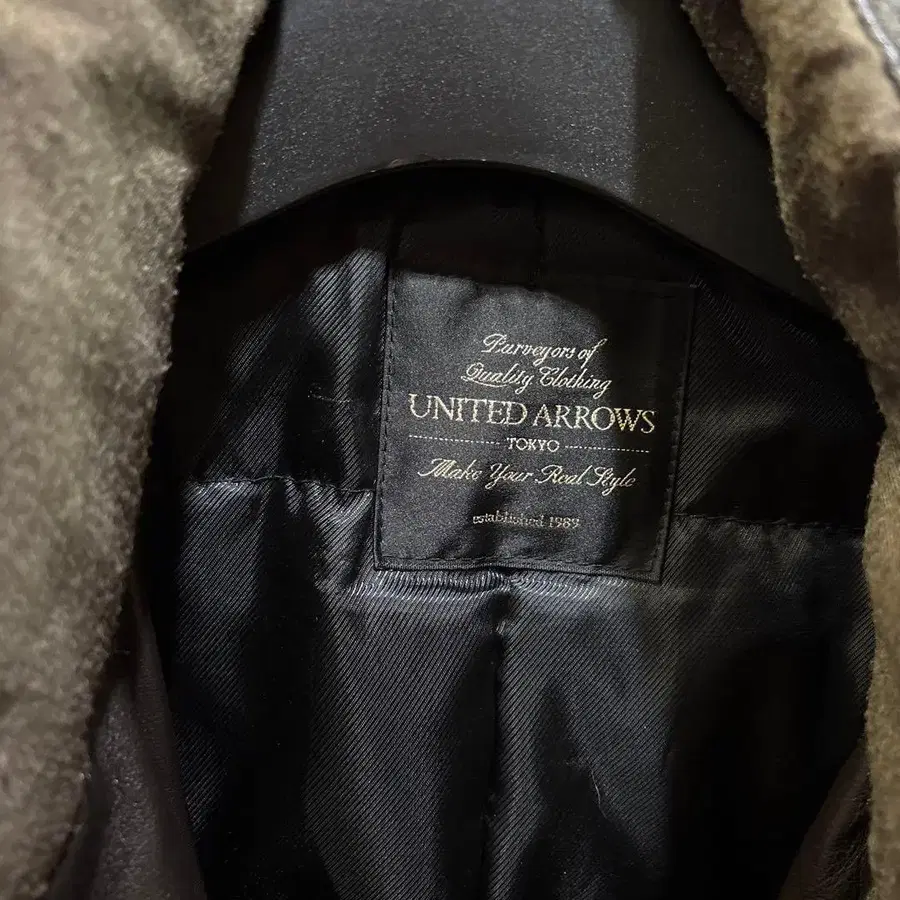 Purveyors of
Quality Clothing
UNITED ARROWS
TOKYO
Make Your Real Style
established 1989